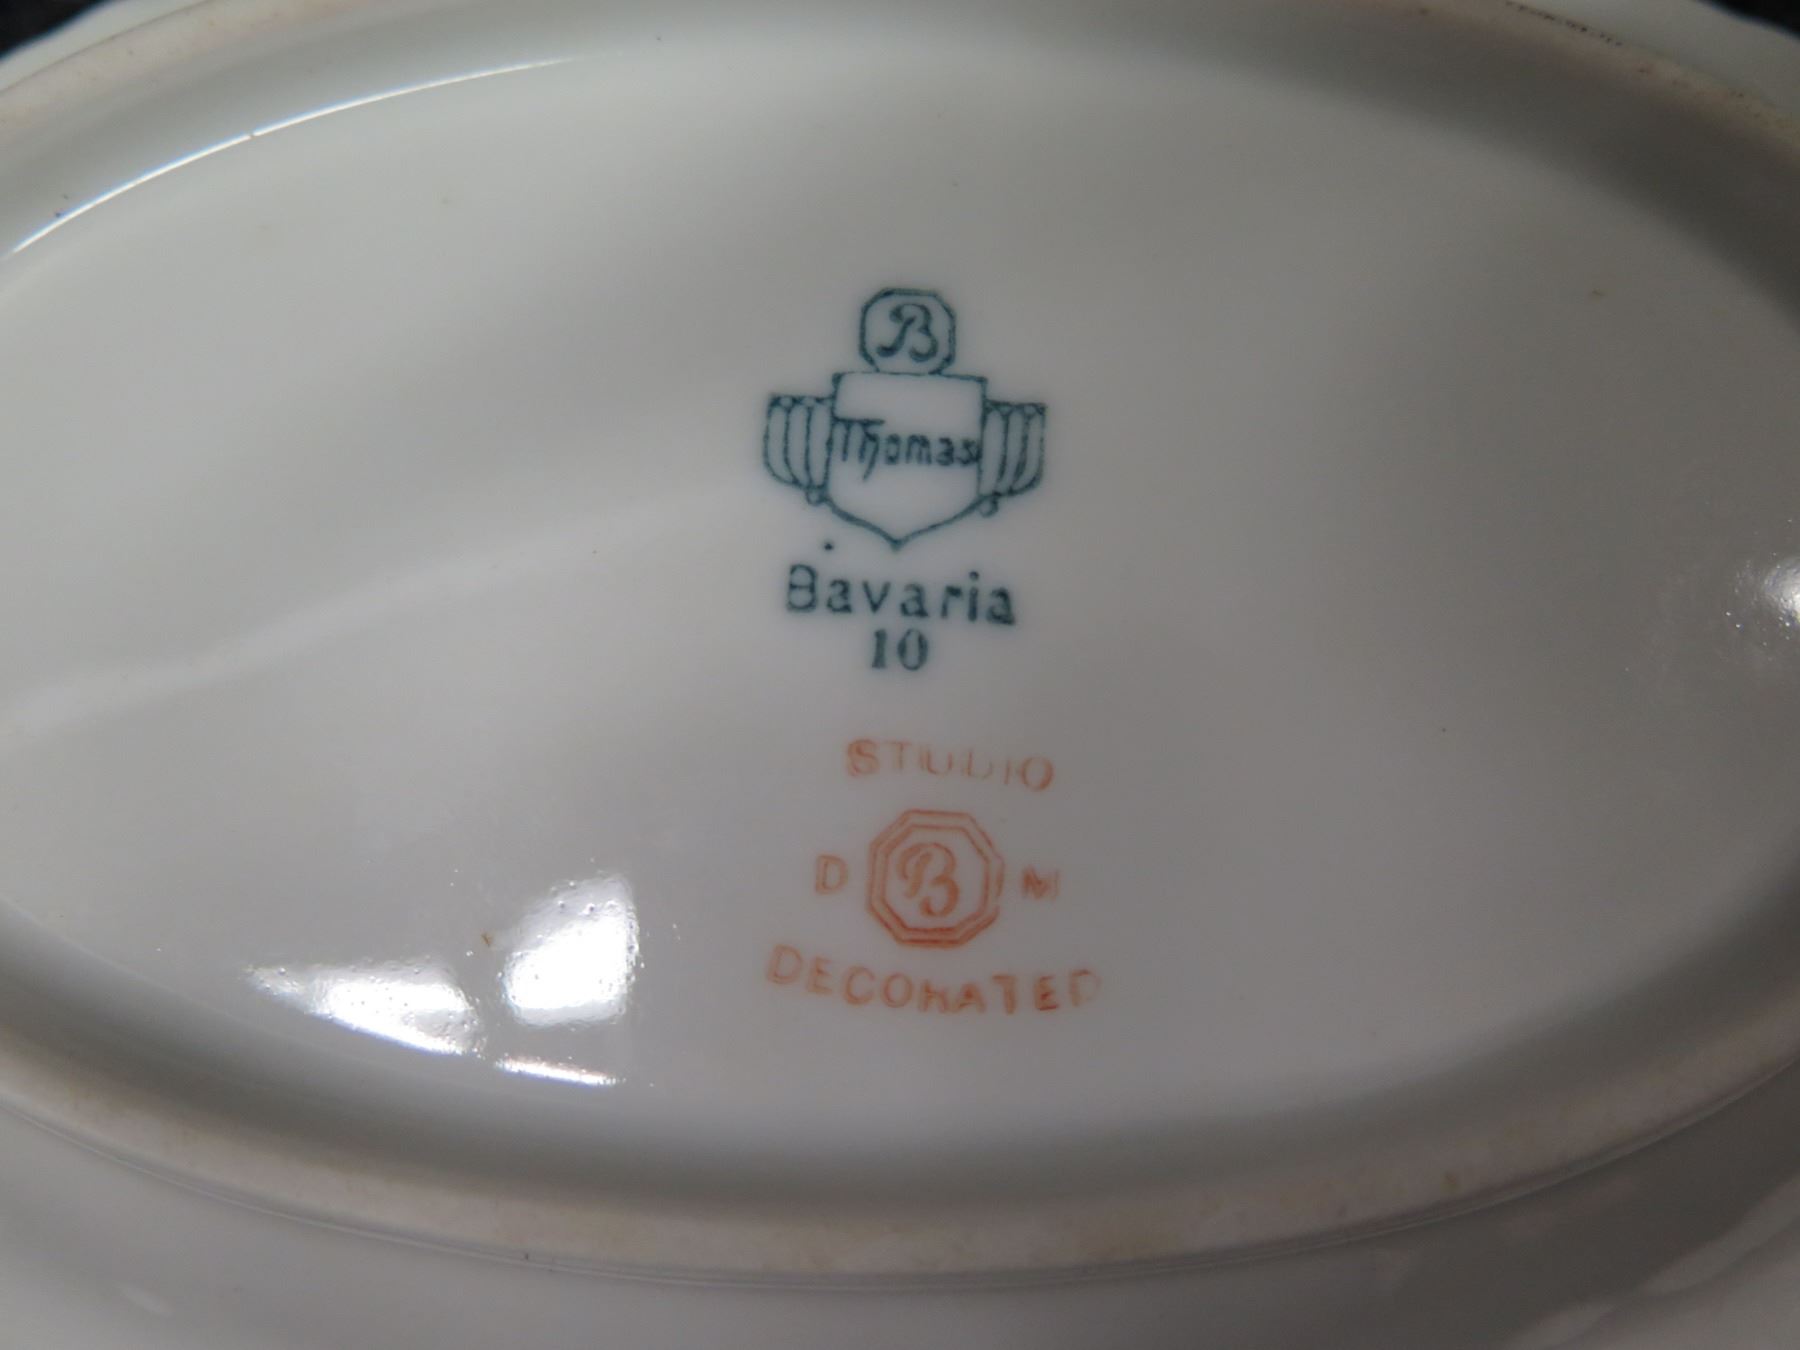 B
Thomas
Bavaria
10
STUDIO
D B M
DECORATED